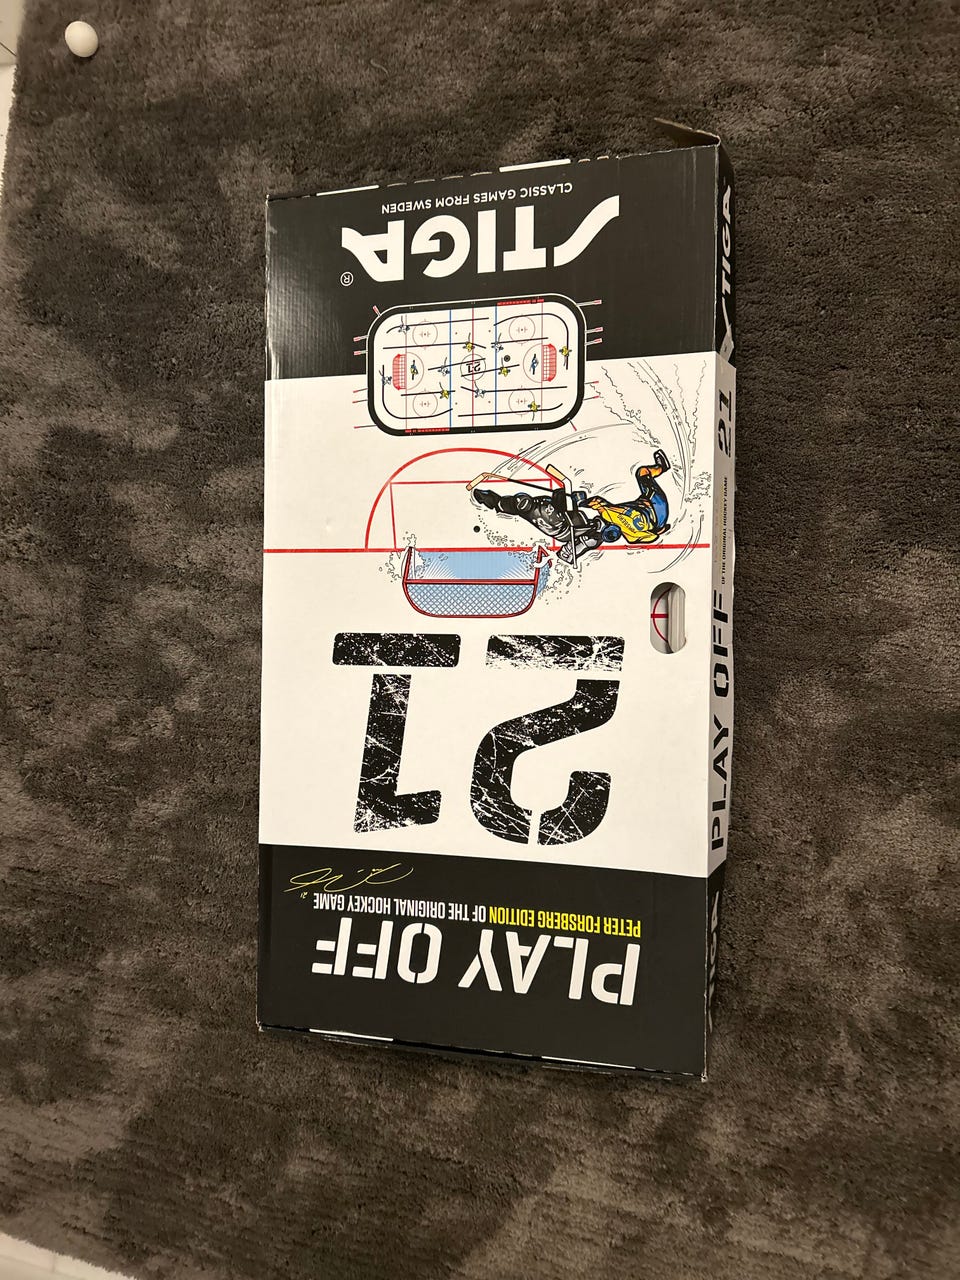 PLAY OFF
PETER FORSBERG EDITION OF THE ORIGINAL HOCKEY GAME
21
21
STIGA®
CLASSIC GAMES FROM SWEDEN
PLAY OFF 21 STIGA
OF THE ORIGINAL HOCKEY GAME